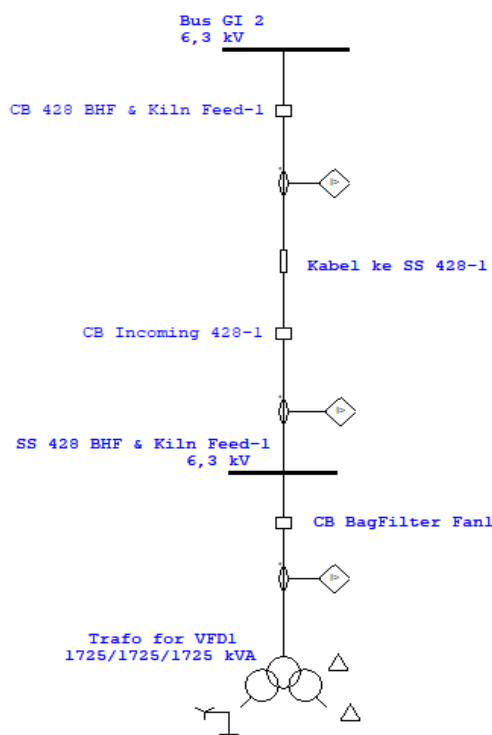 Bus GI 2
6,3 kV
CB 428 BHF & Kiln Feed-1
I>
Kabel ke SS 428-1
CB Incoming 428-1
I>
SS 428 BHF & Kiln Feed-1
6,3 kV
CB BagFilter Fan1
I>
Trafo for VFD1
1725/1725/1725 kVA